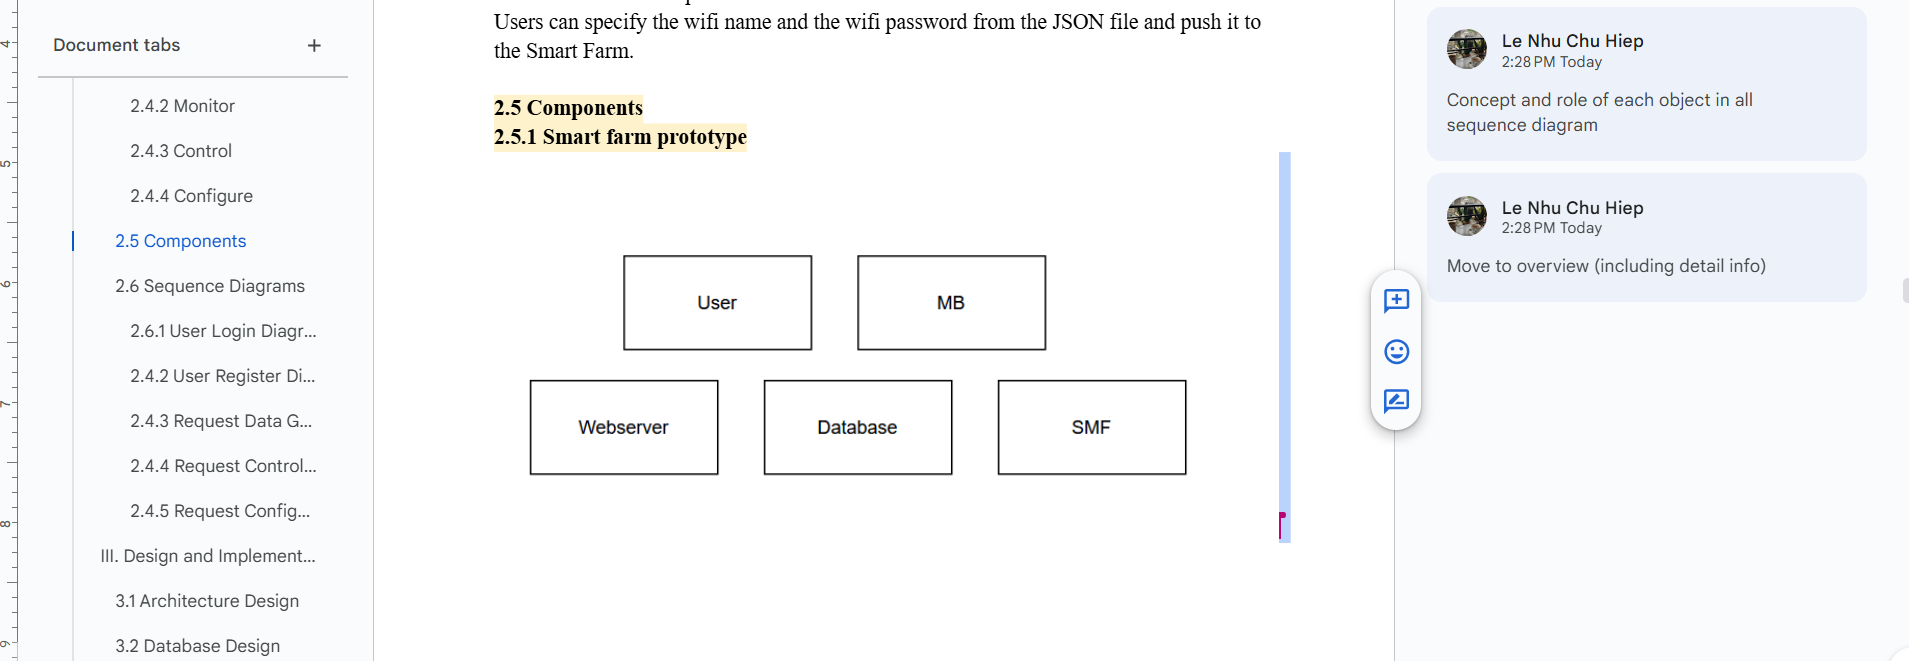 Document tabs
2.4.2 Monitor
2.4.3 Control
2.4.4 Configure
2.5 Components
2.6 Sequence Diagrams
2.6.1 User Login Diagr...
2.4.2 User Register Di...
2.4.3 Request Data G...
2.4.4 Request Control...
2.4.5 Request Config...
III. Design and Implement...
3.1 Architecture Design
3.2 Database Design
4
5
6
7
8
9
Users can specify the wifi name and the wifi password from the JSON file and push it to
the Smart Farm.
2.5 Components
2.5.1 Smart farm prototype
User
MB
Webserver
Database
SMF
Le Nhu Chu Hiep
2:28 PM Today
Concept and role of each object in all
sequence diagram
Le Nhu Chu Hiep
2:28 PM Today
Move to overview (including detail info)